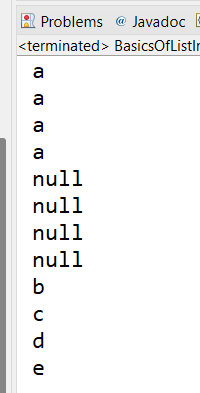 Problems @ Javadoc
<terminated> BasicsOfListIn
a
a
a
a
null
null
null
null
b
c
d
e